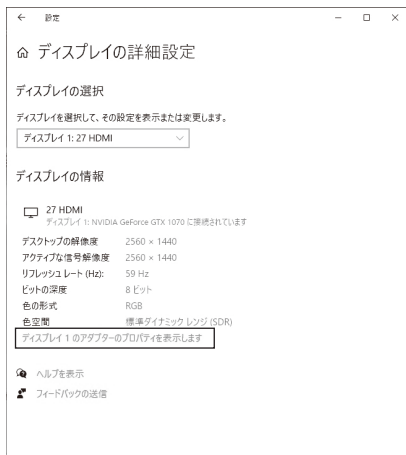 設定
ディスプレイの詳細設定
ディスプレイの選択
ディスプレイを選択して、その設定を表示または変更します。
ディスプレイ 1: 27 HDMI
ディスプレイの情報
27 HDMI
ディスプレイ 1: NVIDIA GeForce GTX 1070 に接続されています
デスクトップの解像度 2560 × 1440
アクティブな信号解像度 2560 × 1440
リフレッシュ レート (Hz): 59 Hz
ビットの深度 8 ビット
色の形式 RGB
色空間 標準ダイナミック レンジ (SDR)
ディスプレイ 1 のアダプターのプロパティを表示します
ヘルプを表示
フィードバックの送信